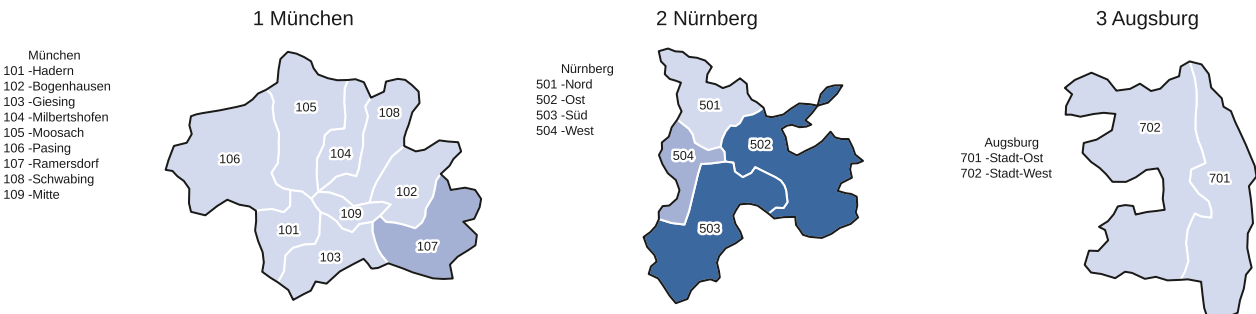 1 München
München
101 -Hadern
102 -Bogenhausen
103 -Giesing
104 -Milbertshofen
105 -Moosach
106 -Pasing
107 -Ramersdorf
108 -Schwabing
109 -Mitte
105
108
104
106
102
109
101
107
103
2 Nürnberg
Nürnberg
501 -Nord
502 -Ost
503 -Süd
504 -West
501
502
504
503
3 Augsburg
Augsburg
701 -Stadt-Ost
702 -Stadt-West
702
701